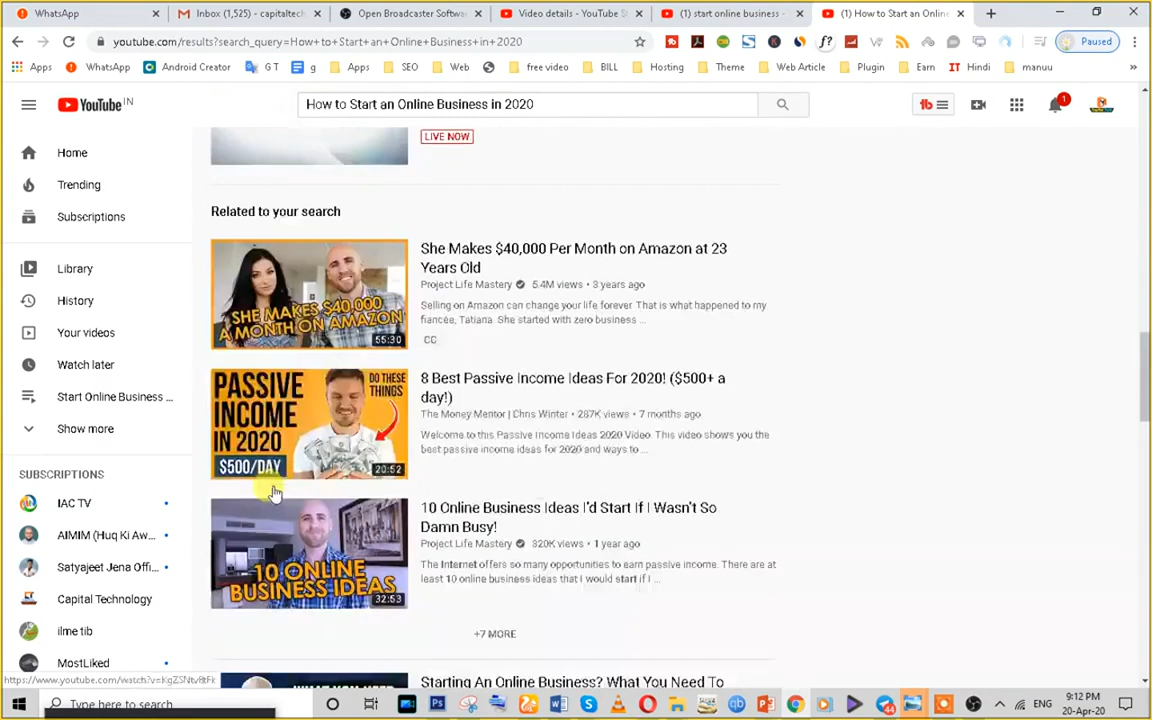 WhatsApp
Inbox (1,525) - capitaltech
Open Broadcaster Softwa
Video details - YouTube S
(1) start online business -
(1) How to Start an Online
youtube.com/results?search_query=How+to+Start+an+Online+Business+in+2020
Paused
Apps
WhatsApp
Android Creator
G T
g
Apps
SEO
Web
free video
BILL
Hosting
Theme
Web Article
Plugin
Earn
IT Hindi
manuu
YouTube IN
How to Start an Online Business in 2020
1
LIVE NOW
Home
Trending
Subscriptions
Library
History
Your videos
Watch later
Start Online Business ...
Show more
SUBSCRIPTIONS
IAC TV
AIMIM (Huq Ki Aw...
Satyajeet Jena Offi...
Capital Technology
ilme tib
MostLiked
Related to your search
SHE MAKES $40,000
A MONTH ON AMAZON
55:30
She Makes $40,000 Per Month on Amazon at 23
Years Old
Project Life Mastery • 5.4M views • 3 years ago
Selling on Amazon can change your life forever. That is what happened to my
fiancée, Tatiana. She started with zero business ...
CC
PASSIVE
INCOME
IN 2020
$500/DAY
DO THESE
THINGS
20:52
8 Best Passive Income Ideas For 2020! ($500+ a
day!)
The Money Mentor | Chris Winter • 287K views • 7 months ago
Welcome to this Passive Income Ideas 2020 Video. This video shows you the
best passive income ideas for 2020 and ways to ...
10 ONLINE
BUSINESS IDEAS
32:53
10 Online Business Ideas I'd Start If I Wasn't So
Damn Busy!
Project Life Mastery • 320K views • 1 year ago
The Internet offers so many opportunities to earn passive income. There are at
least 10 online business ideas that I would start if ...
+7 MORE
Starting An Online Business? What You Need To
https://www.youtube.com/watch?v=KgZSNtv8tFk
Type here to search
44
ENG
9:12 PM
20-Apr-20